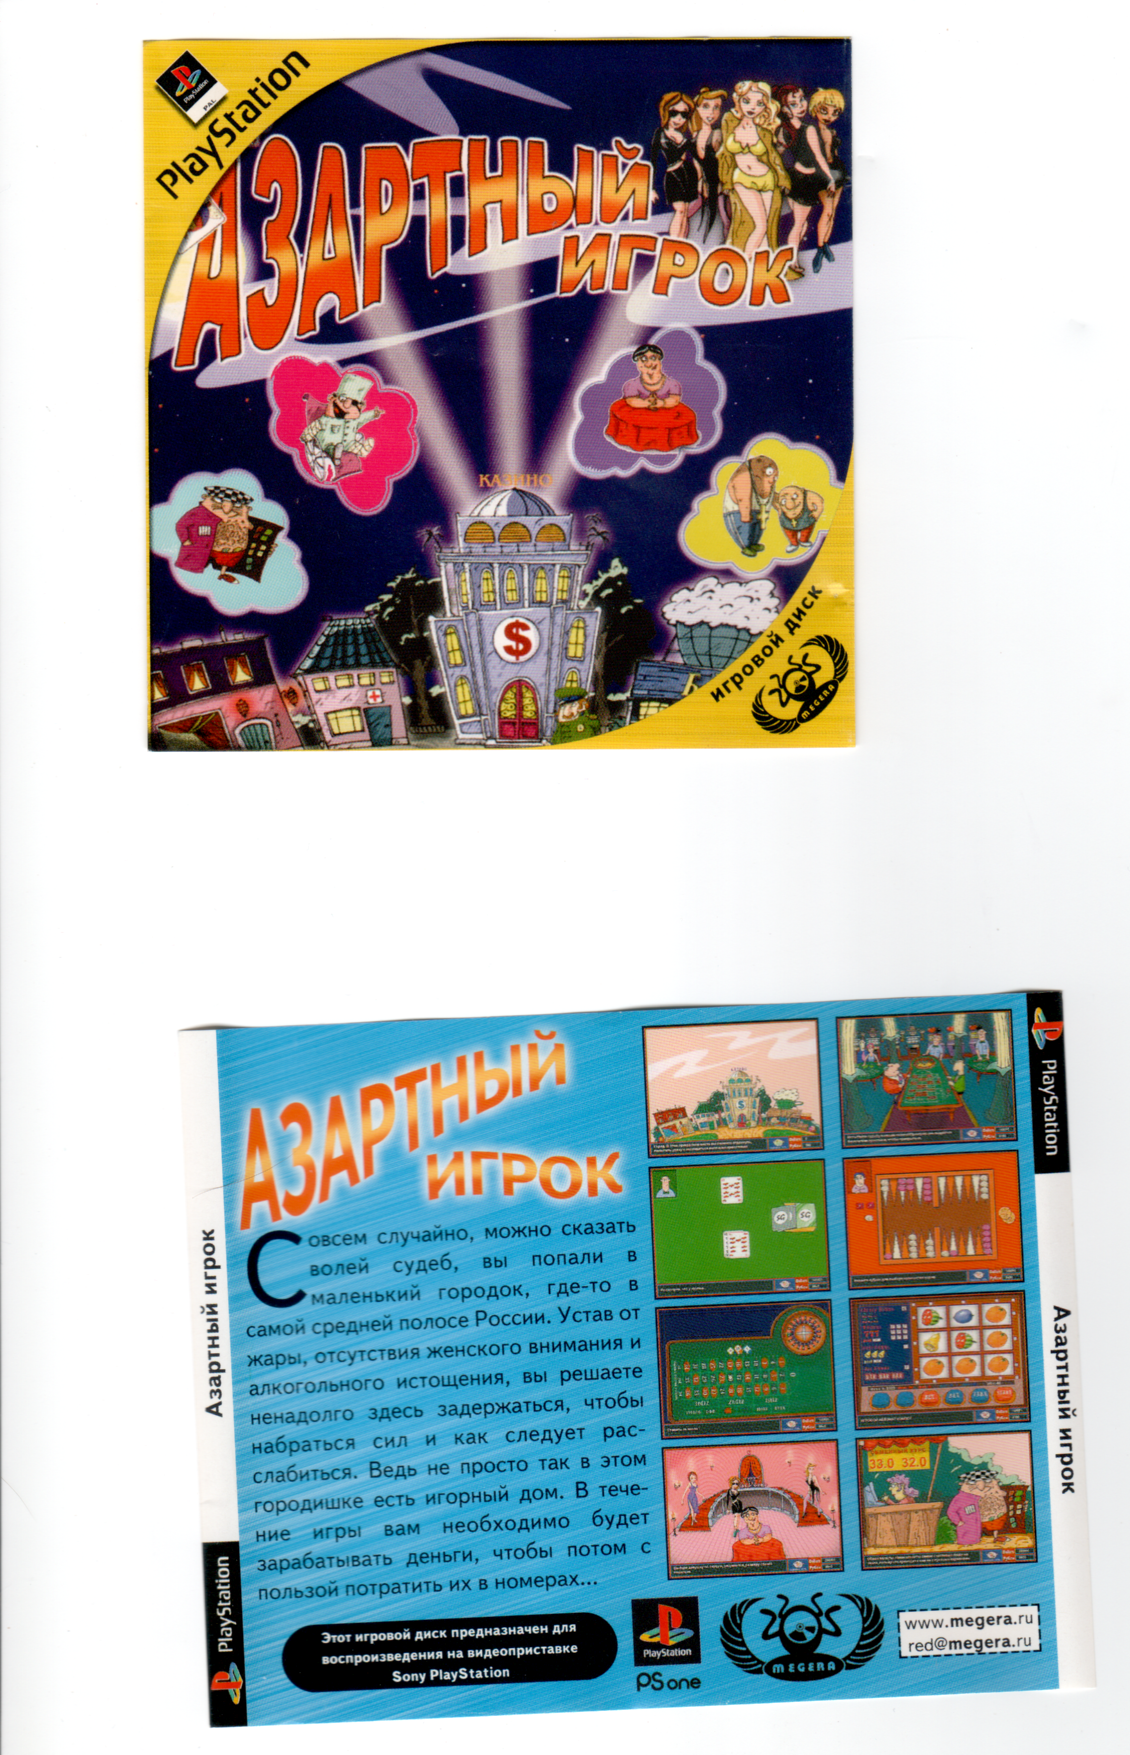 PlayStation
PAL
PlayStation
АЗАРТНЫЙ
ИГРОК
КАЗИНО
$
игровой диск
MEGERA
PlayStation
Азартный игрок
АЗАРТНЫЙ
ИГРОК
Совсем случайно, можно сказать
волей судеб, вы попали в
маленький городок, где-то в
самой средней полосе России. Устав от
жары, отсутствия женского внимания и
алкогольного истощения, вы решаете
ненадолго здесь задержаться, чтобы
набраться сил и как следует рас-
слабиться. Ведь не просто так в этом
городишке есть игорный дом. В тече-
ние игры вам необходимо будет
зарабатывать деньги, чтобы потом с
пользой потратить их в номерах...
33.0 32.0
Этот игровой диск предназначен для
воспроизведения на видеоприставке
Sony PlayStation
PlayStation
PS one
MEGERA
www.megera.ru
red@megera.ru
PlayStation
Азартный игрок